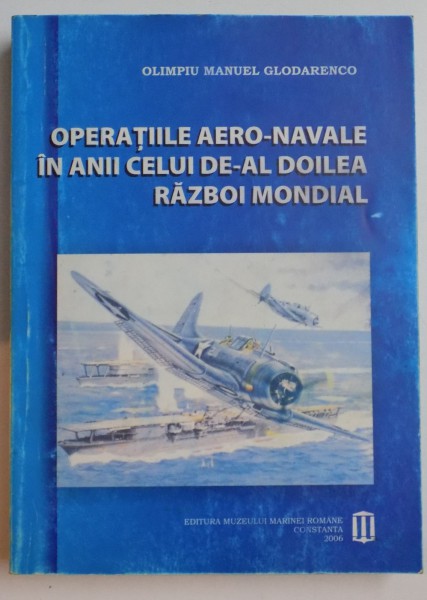 OLIMPIU MANUEL GLODARENCO
OPERAȚIILE AERO-NAVALE
ÎN ANII CELUI DE-AL DOILEA
RĂZBOI MONDIAL
EDITURA MUZEULUI MARINEI ROMÂNE
CONSTANȚA
2006